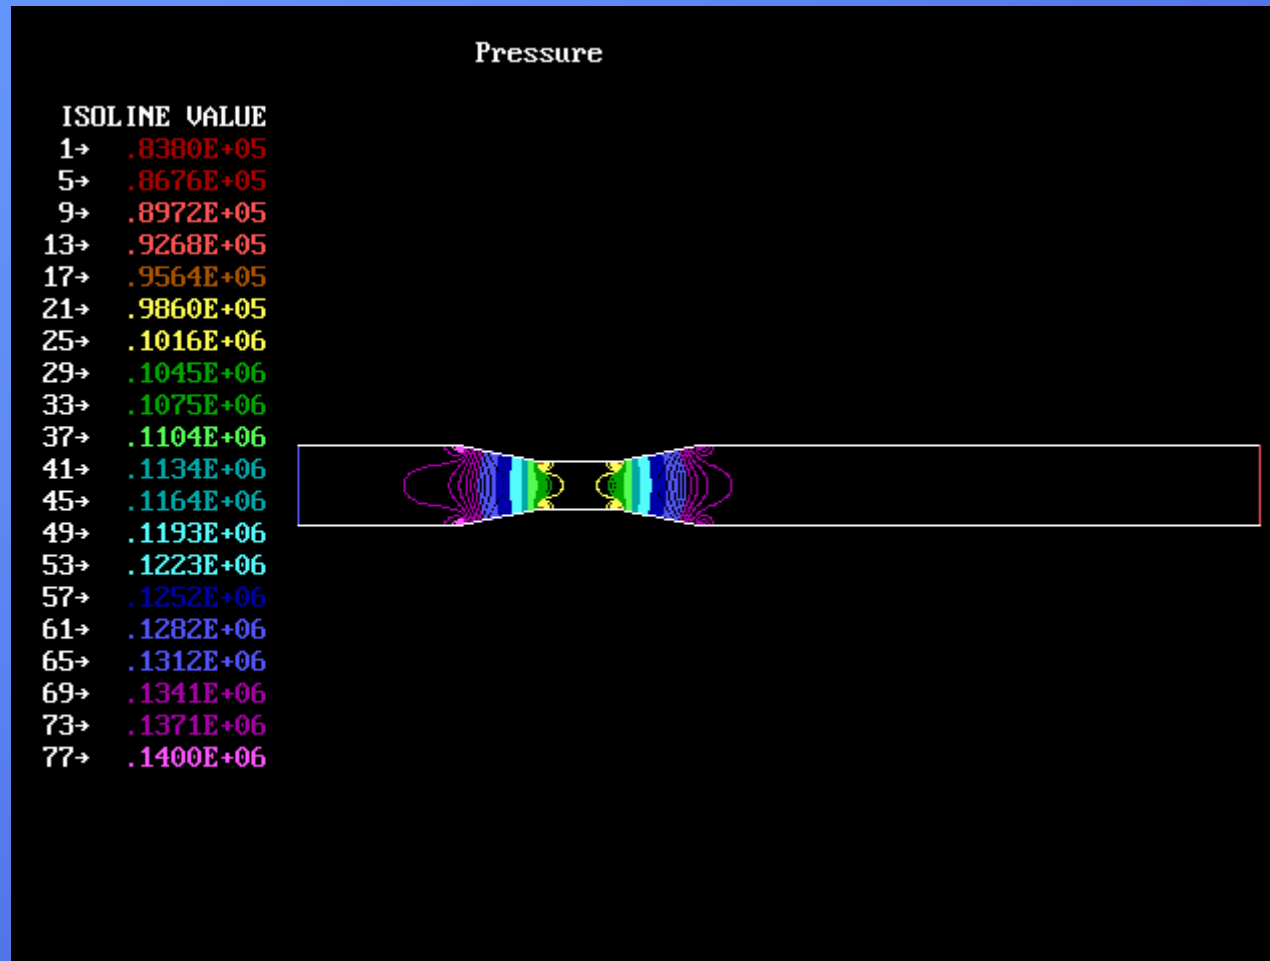 Pressure
ISOLINE VALUE
1→ .8380E+05
5→ .8676E+05
9→ .8972E+05
13→ .9268E+05
17→ .9564E+05
21→ .9860E+05
25→ .1016E+06
29→ .1045E+06
33→ .1075E+06
37→ .1104E+06
41→ .1134E+06
45→ .1164E+06
49→ .1193E+06
53→ .1223E+06
57→ .1252E+06
61→ .1282E+06
65→ .1312E+06
69→ .1341E+06
73→ .1371E+06
77→ .1400E+06